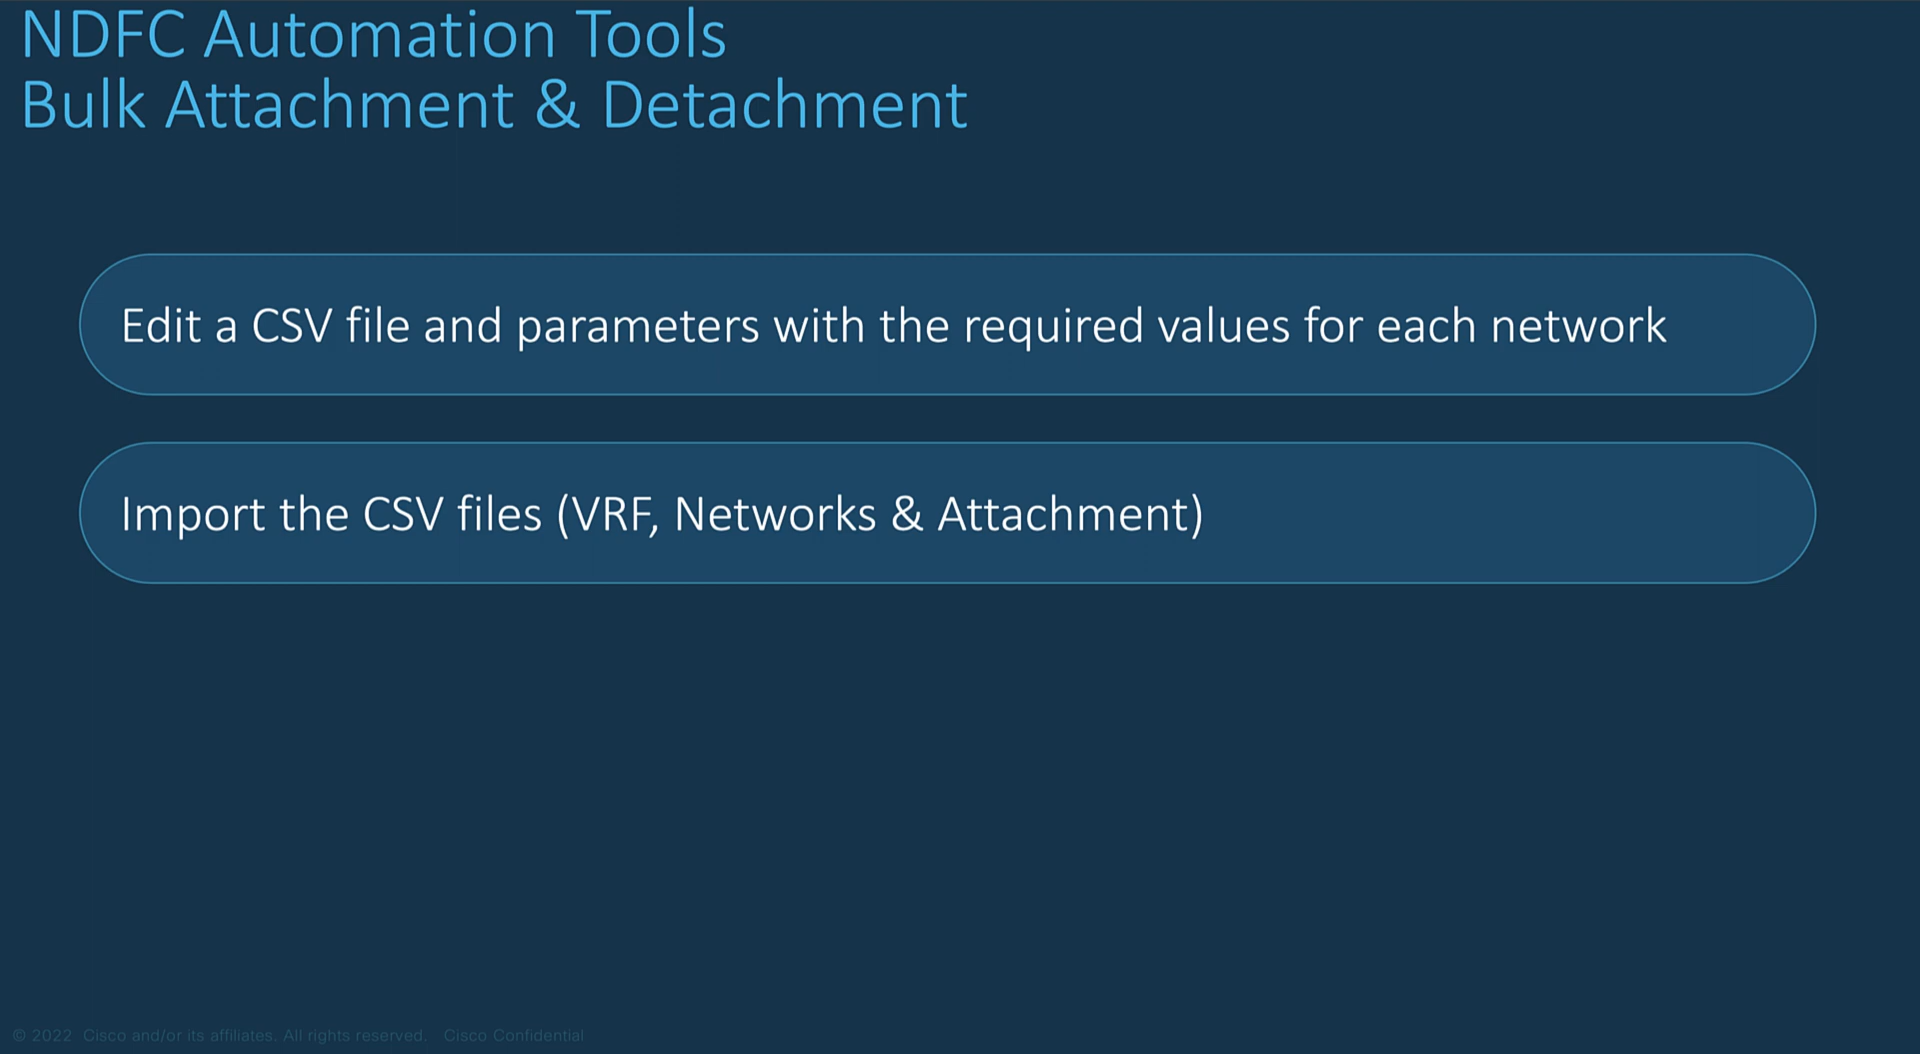 NDFC Automation Tools
Bulk Attachment & Detachment
Edit a CSV file and parameters with the required values for each network
Import the CSV files (VRF, Networks & Attachment)
© 2022 Cisco and/or its affiliates. All rights reserved. Cisco Confidential